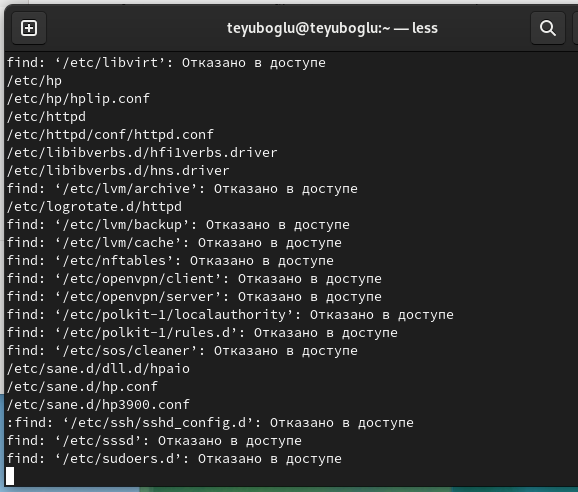 teyuboglu@teyuboglu:~ — less
find: ‘/etc/libvirt’: Отказано в доступе
/etc/hp
/etc/hp/hplip.conf
/etc/httpd
/etc/httpd/conf/httpd.conf
/etc/libibverbs.d/hfi1verbs.driver
/etc/libibverbs.d/hns.driver
find: ‘/etc/lvm/archive’: Отказано в доступе
/etc/logrotate.d/httpd
find: ‘/etc/lvm/backup’: Отказано в доступе
find: ‘/etc/lvm/cache’: Отказано в доступе
find: ‘/etc/nftables’: Отказано в доступе
find: ‘/etc/openvpn/client’: Отказано в доступе
find: ‘/etc/openvpn/server’: Отказано в доступе
find: ‘/etc/polkit-1/localauthority’: Отказано в доступе
find: ‘/etc/polkit-1/rules.d’: Отказано в доступе
find: ‘/etc/sos/cleaner’: Отказано в доступе
/etc/sane.d/dll.d/hpaio
/etc/sane.d/hp.conf
/etc/sane.d/hp3900.conf
:find: ‘/etc/ssh/sshd_config.d’: Отказано в доступе
find: ‘/etc/sssd’: Отказано в доступе
find: ‘/etc/sudoers.d’: Отказано в доступе